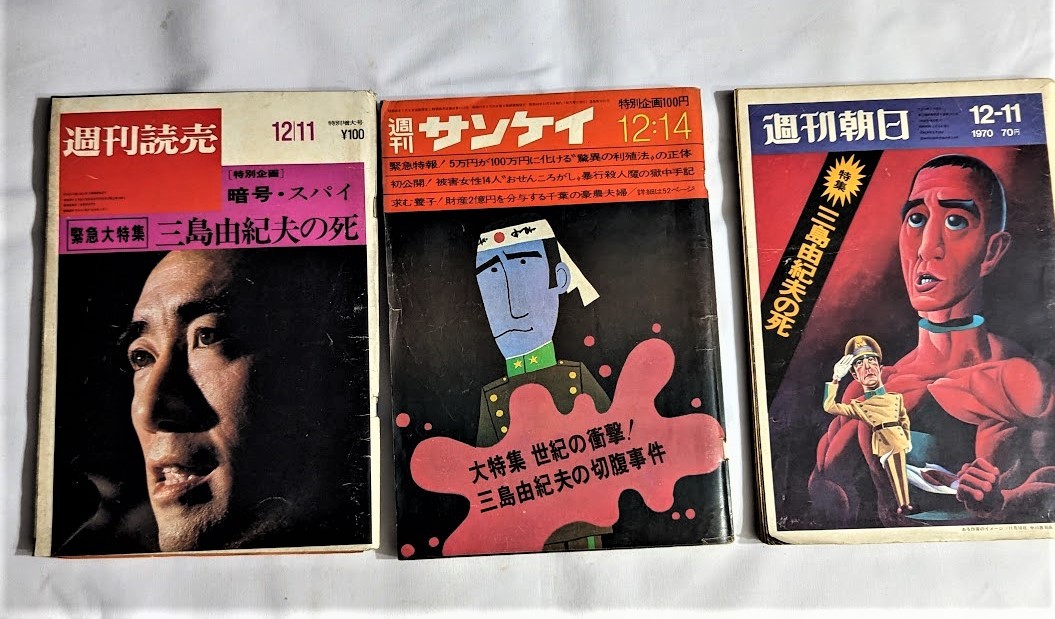 週刊読売
12/11
特別増大号
¥100
[特別企画]
暗号・スパイ
緊急大特集 三島由紀夫の死
特別企画100円
週刊サンケイ
12:14
緊急特報!5万円が100万円に化ける“驚異の利殖法„の正体
初公開!被害女性14人“おせんころがし„暴行殺人魔の獄中手記
求む養子!財産2億円を分与する千葉の豪農夫婦/詳細は52ページ
大特集 世紀の衝撃!
三島由紀夫の切腹事件
週刊朝日
12-11
1970 70円
特集
三島由紀夫の死